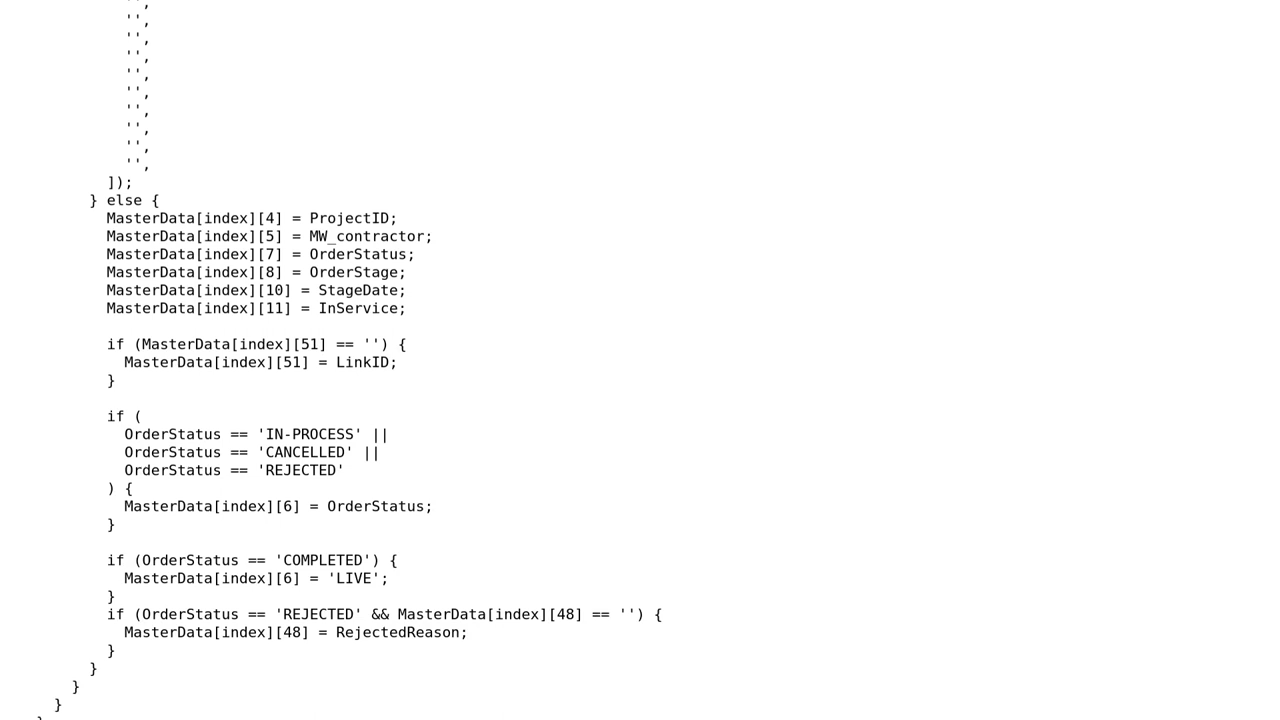 '',
'',
'',
'',
'',
'',
'',
'',
'',
'',
]);
} else {
MasterData[index][4] = ProjectID;
MasterData[index][5] = MW_contractor;
MasterData[index][7] = OrderStatus;
MasterData[index][8] = OrderStage;
MasterData[index][10] = StageDate;
MasterData[index][11] = InService;
if (MasterData[index][51] == '') {
MasterData[index][51] = LinkID;
}
if (
OrderStatus == 'IN-PROCESS' ||
OrderStatus == 'CANCELLED' ||
OrderStatus == 'REJECTED'
) {
MasterData[index][6] = OrderStatus;
}
if (OrderStatus == 'COMPLETED') {
MasterData[index][6] = 'LIVE';
}
if (OrderStatus == 'REJECTED' && MasterData[index][48] == '') {
MasterData[index][48] = RejectedReason;
}
}
}
}
}